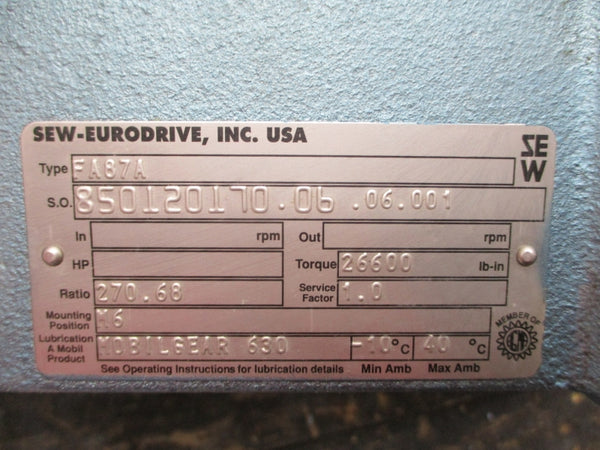 SEW-EURODRIVE, INC. USA
SEW
Type FA87A
S.O. 850120170.06 .06.001
In rpm Out rpm
HP Torque 26600 lb-in
Ratio 270.68 Service Factor 1.0
Mounting Position M6
Lubrication A Mobil Product MOBILGEAR 630 -10 °C 40 °C
See Operating Instructions for lubrication details Min Amb Max Amb
MEMBER OF